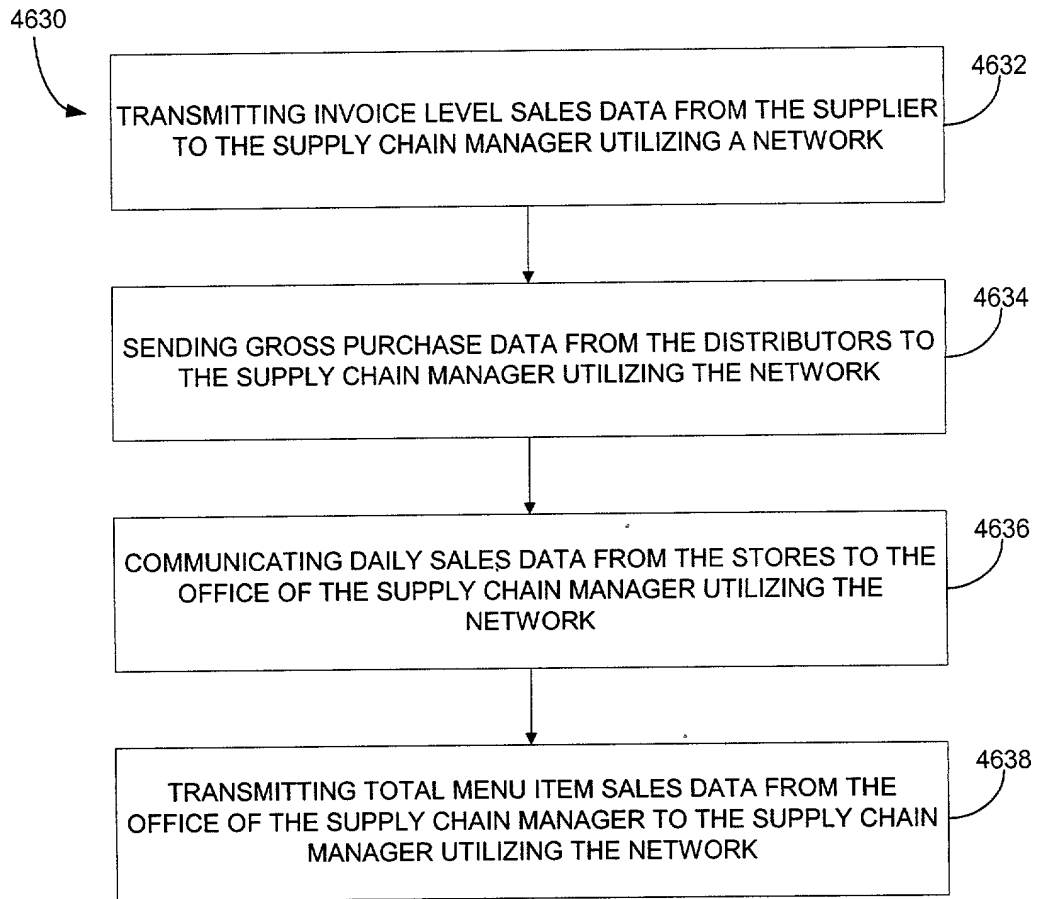 4630
4632
TRANSMITTING INVOICE LEVEL SALES DATA FROM THE SUPPLIER
TO THE SUPPLY CHAIN MANAGER UTILIZING A NETWORK
4634
SENDING GROSS PURCHASE DATA FROM THE DISTRIBUTORS TO
THE SUPPLY CHAIN MANAGER UTILIZING THE NETWORK
4636
COMMUNICATING DAILY SALES DATA FROM THE STORES TO THE
OFFICE OF THE SUPPLY CHAIN MANAGER UTILIZING THE
NETWORK
4638
TRANSMITTING TOTAL MENU ITEM SALES DATA FROM THE
OFFICE OF THE SUPPLY CHAIN MANAGER TO THE SUPPLY CHAIN
MANAGER UTILIZING THE NETWORK